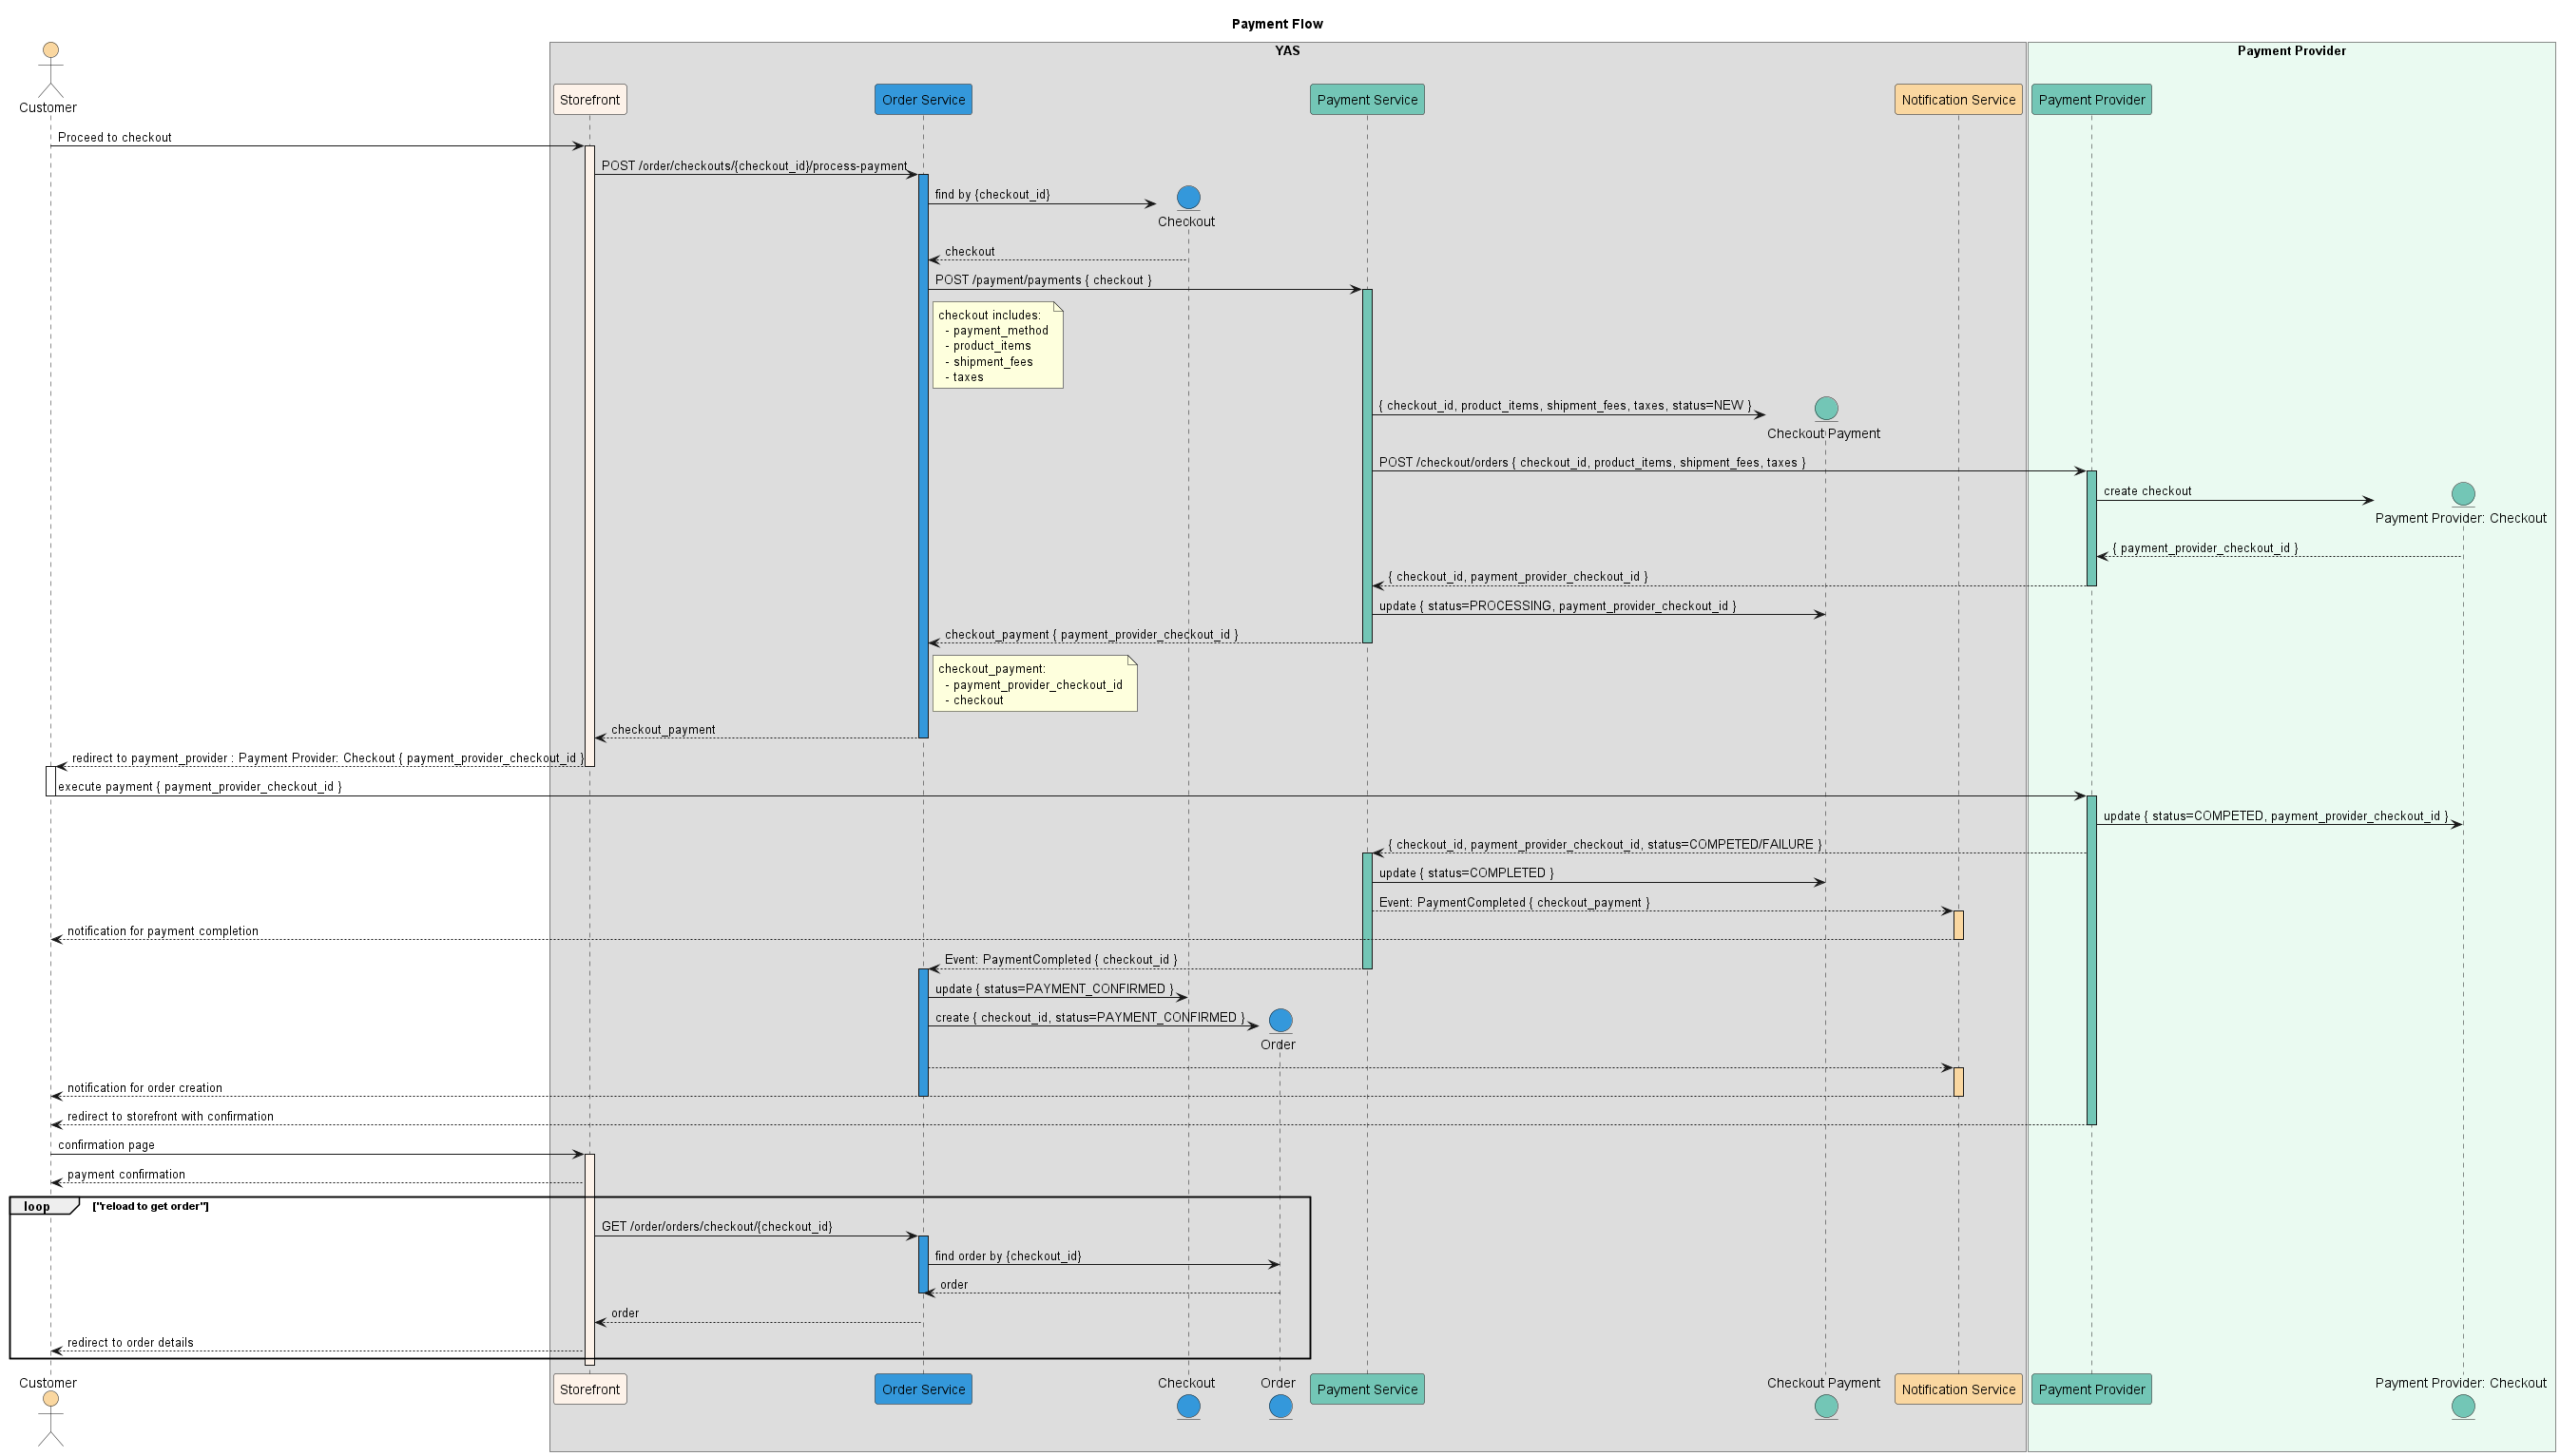 Payment Flow
YAS
Payment Provider
Customer
Storefront
Order Service
Payment Service
Notification Service
Payment Provider
Proceed to checkout
POST /order/checkouts/{checkout_id}/process-payment
find by {checkout_id}
Checkout
checkout
POST /payment/payments { checkout }
checkout includes:
- payment_method
- product_items
- shipment_fees
- taxes
{ checkout_id, product_items, shipment_fees, taxes, status=NEW }
Checkout Payment
POST /checkout/orders { checkout_id, product_items, shipment_fees, taxes }
create checkout
Payment Provider: Checkout
{ payment_provider_checkout_id }
{ checkout_id, payment_provider_checkout_id }
update { status=PROCESSING, payment_provider_checkout_id }
checkout_payment { payment_provider_checkout_id }
checkout_payment:
- payment_provider_checkout_id
- checkout
checkout_payment
redirect to payment_provider : Payment Provider: Checkout { payment_provider_checkout_id }
execute payment { payment_provider_checkout_id }
update { status=COMPETED, payment_provider_checkout_id }
{ checkout_id, payment_provider_checkout_id, status=COMPETED/FAILURE }
update { status=COMPLETED }
Event: PaymentCompleted { checkout_payment }
notification for payment completion
Event: PaymentCompleted { checkout_id }
update { status=PAYMENT_CONFIRMED }
create { checkout_id, status=PAYMENT_CONFIRMED }
Order
notification for order creation
redirect to storefront with confirmation
confirmation page
payment confirmation
loop ["reload to get order"]
GET /order/orders/checkout/{checkout_id}
find order by {checkout_id}
order
order
redirect to order details
Customer
Storefront
Order Service
Checkout
Order
Payment Service
Checkout Payment
Notification Service
Payment Provider
Payment Provider: Checkout